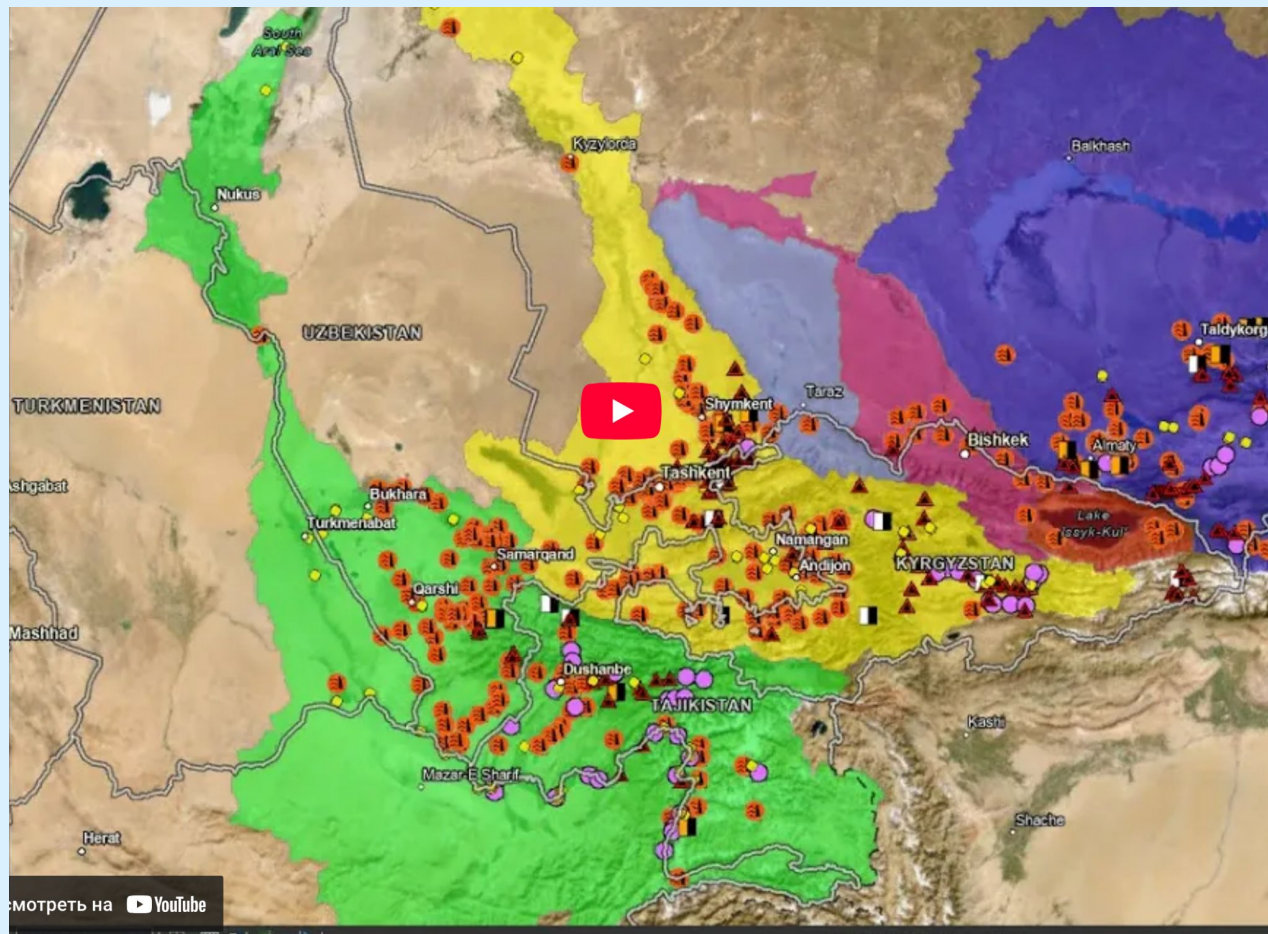 South
Aral Sea
Kyzylorda
Balkhash
Nukus
UZBEKISTAN
Taldykorg
TURKMENISTAN
Taraz
Shymkent
Bishkek
Almaty
Tashkent
Ashgabat
Bukhara
Turkmenabat
Lake
Issyk-Kul'
Namangan
Samarqand
Andijon
KYRGYZSTAN
Qarshi
Mashhad
Dushanbe
TAJIKISTAN
Kashi
Mazar-E Sharif
Shache
Herat
смотреть на YouTube